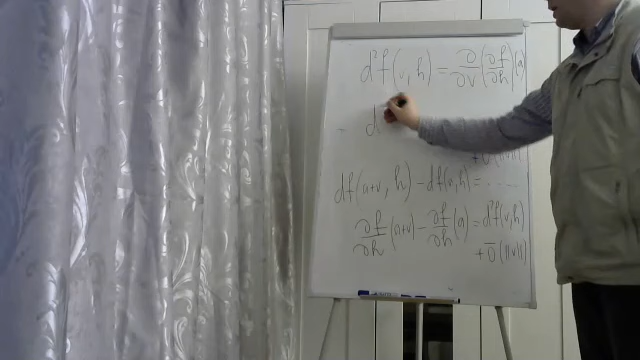 d²f(v, h) = ∂/∂v (∂f/∂h)(a)
- d
+ō(||v||)
df(a+v, h) - df(a, h) = ......
∂f/∂h (a+v) - ∂f/∂h (a) = d²f(v, h)
+ ō(||v||)